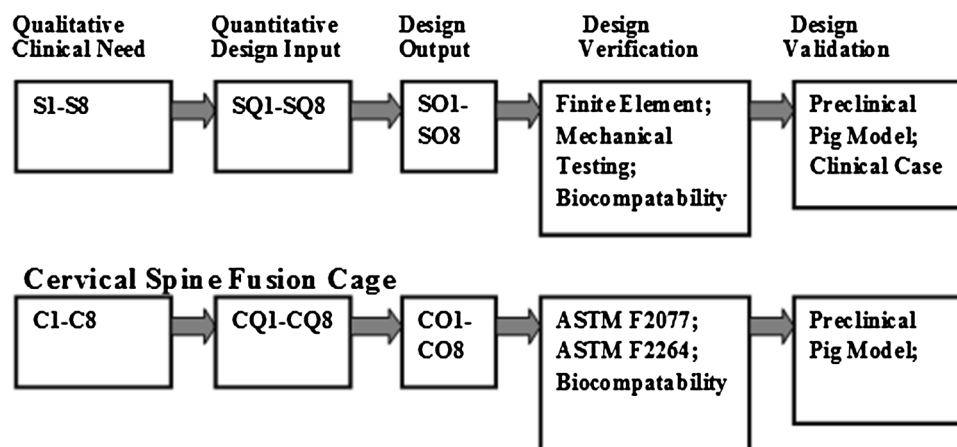 Qualitative
Clinical Need
Quantitative
Design Input
Design
Output
Design
Verification
Design
Validation
S1-S8
SQ1-SQ8
SO1-
SO8
Finite Element;
Mechanical
Testing;
Biocompatability
Preclinical
Pig Model;
Clinical Case
Cervical Spine Fusion Cage
C1-C8
CQ1-CQ8
CO1-
CO8
ASTM F2077;
ASTM F2264;
Biocompatability
Preclinical
Pig Model;